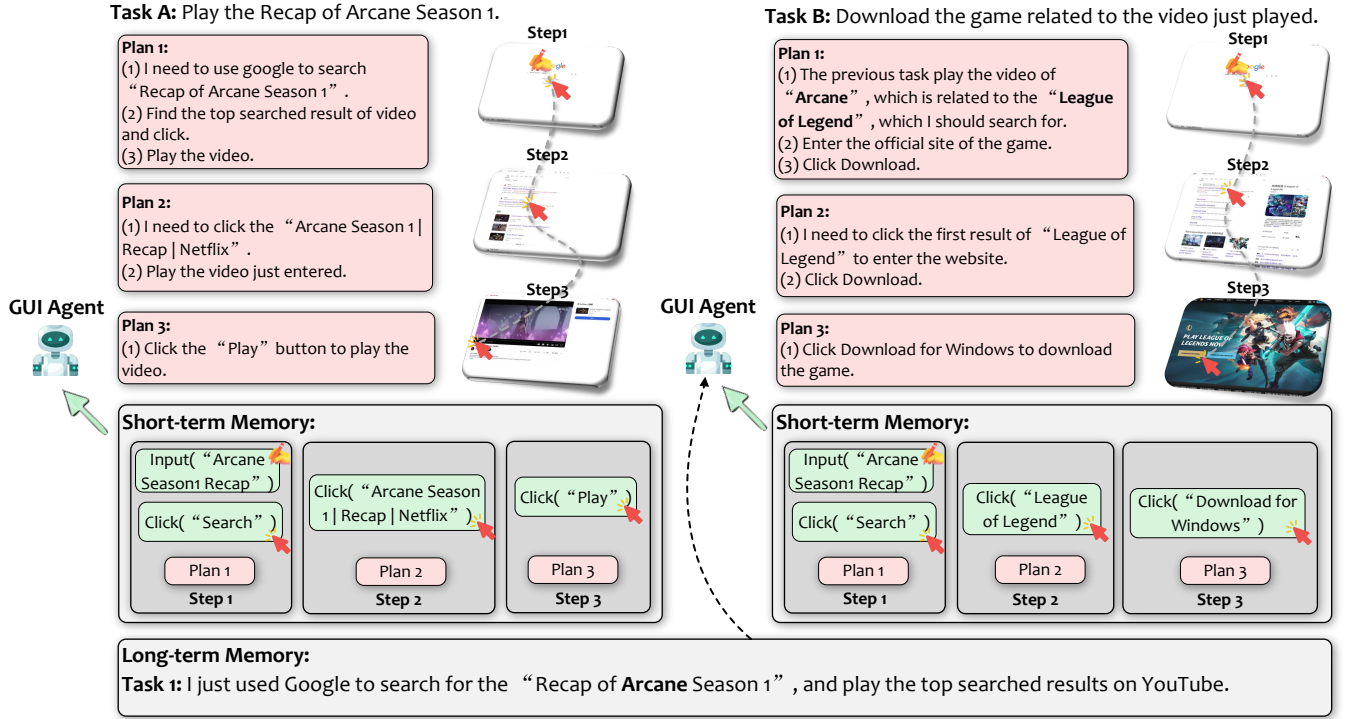 Task A: Play the Recap of Arcane Season 1.
Plan 1:
(1) I need to use google to search
“Recap of Arcane Season 1”.
(2) Find the top searched result of video
and click.
(3) Play the video.
Step1
Plan 2:
(1) I need to click the “Arcane Season 1|
Recap | Netflix”.
(2) Play the video just entered.
Step2
Plan 3:
(1) Click the “Play” button to play the
video.
Step3
GUI Agent
Short-term Memory:
Input(“Arcane
Season1 Recap”)
Click(“Search”)
Plan 1
Step 1
Click(“Arcane Season
1| Recap | Netflix”)
Plan 2
Step 2
Click(“Play”)
Plan 3
Step 3
Task B: Download the game related to the video just played.
Plan 1:
(1) The previous task play the video of
“Arcane”, which is related to the “League
of Legend”, which I should search for.
(2) Enter the official site of the game.
(3) Click Download.
Step1
Plan 2:
(1) I need to click the first result of “League of
Legend” to enter the website.
(2) Click Download.
Step2
Plan 3:
(1) Click Download for Windows to download
the game.
Step3
PLAY LEAGUE OF
LEGENDS NOW
GUI Agent
Short-term Memory:
Input(“Arcane
Season1 Recap”)
Click(“Search”)
Plan 1
Step 1
Click(“League
of Legend”)
Plan 2
Step 2
Click(“Download for
Windows”)
Plan 3
Step 3
Long-term Memory:
Task 1: I just used Google to search for the “Recap of Arcane Season 1”, and play the top searched results on YouTube.